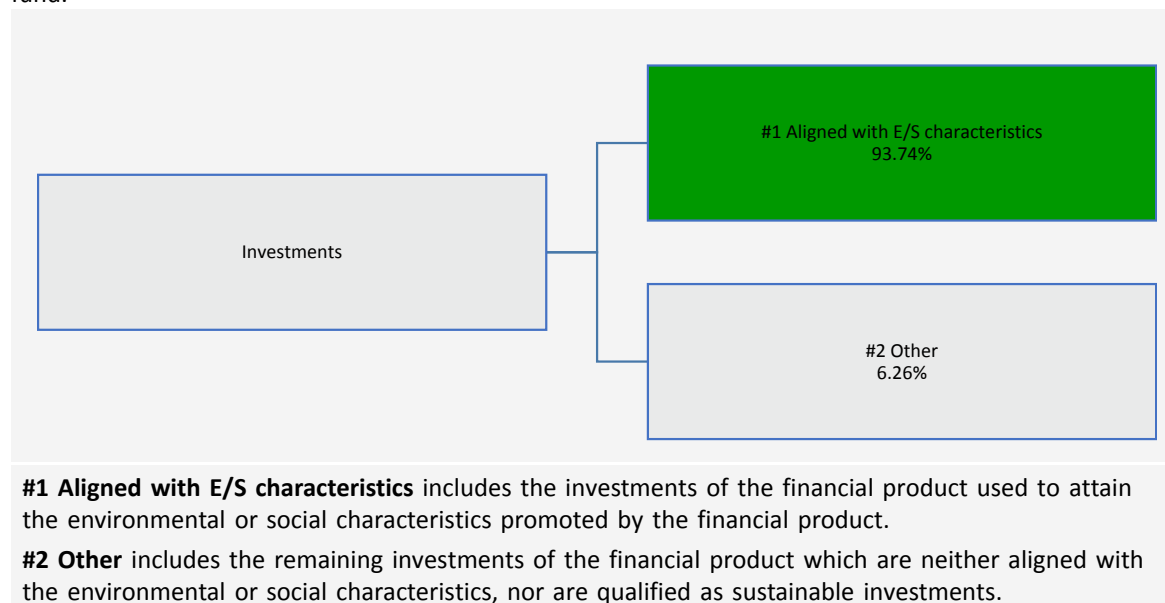 #1 Aligned with E/S characteristics
93.74%
Investments
#2 Other
6.26%
#1 Aligned with E/S characteristics includes the investments of the financial product used to attain
the environmental or social characteristics promoted by the financial product.
#2 Other includes the remaining investments of the financial product which are neither aligned with
the environmental or social characteristics, nor are qualified as sustainable investments.